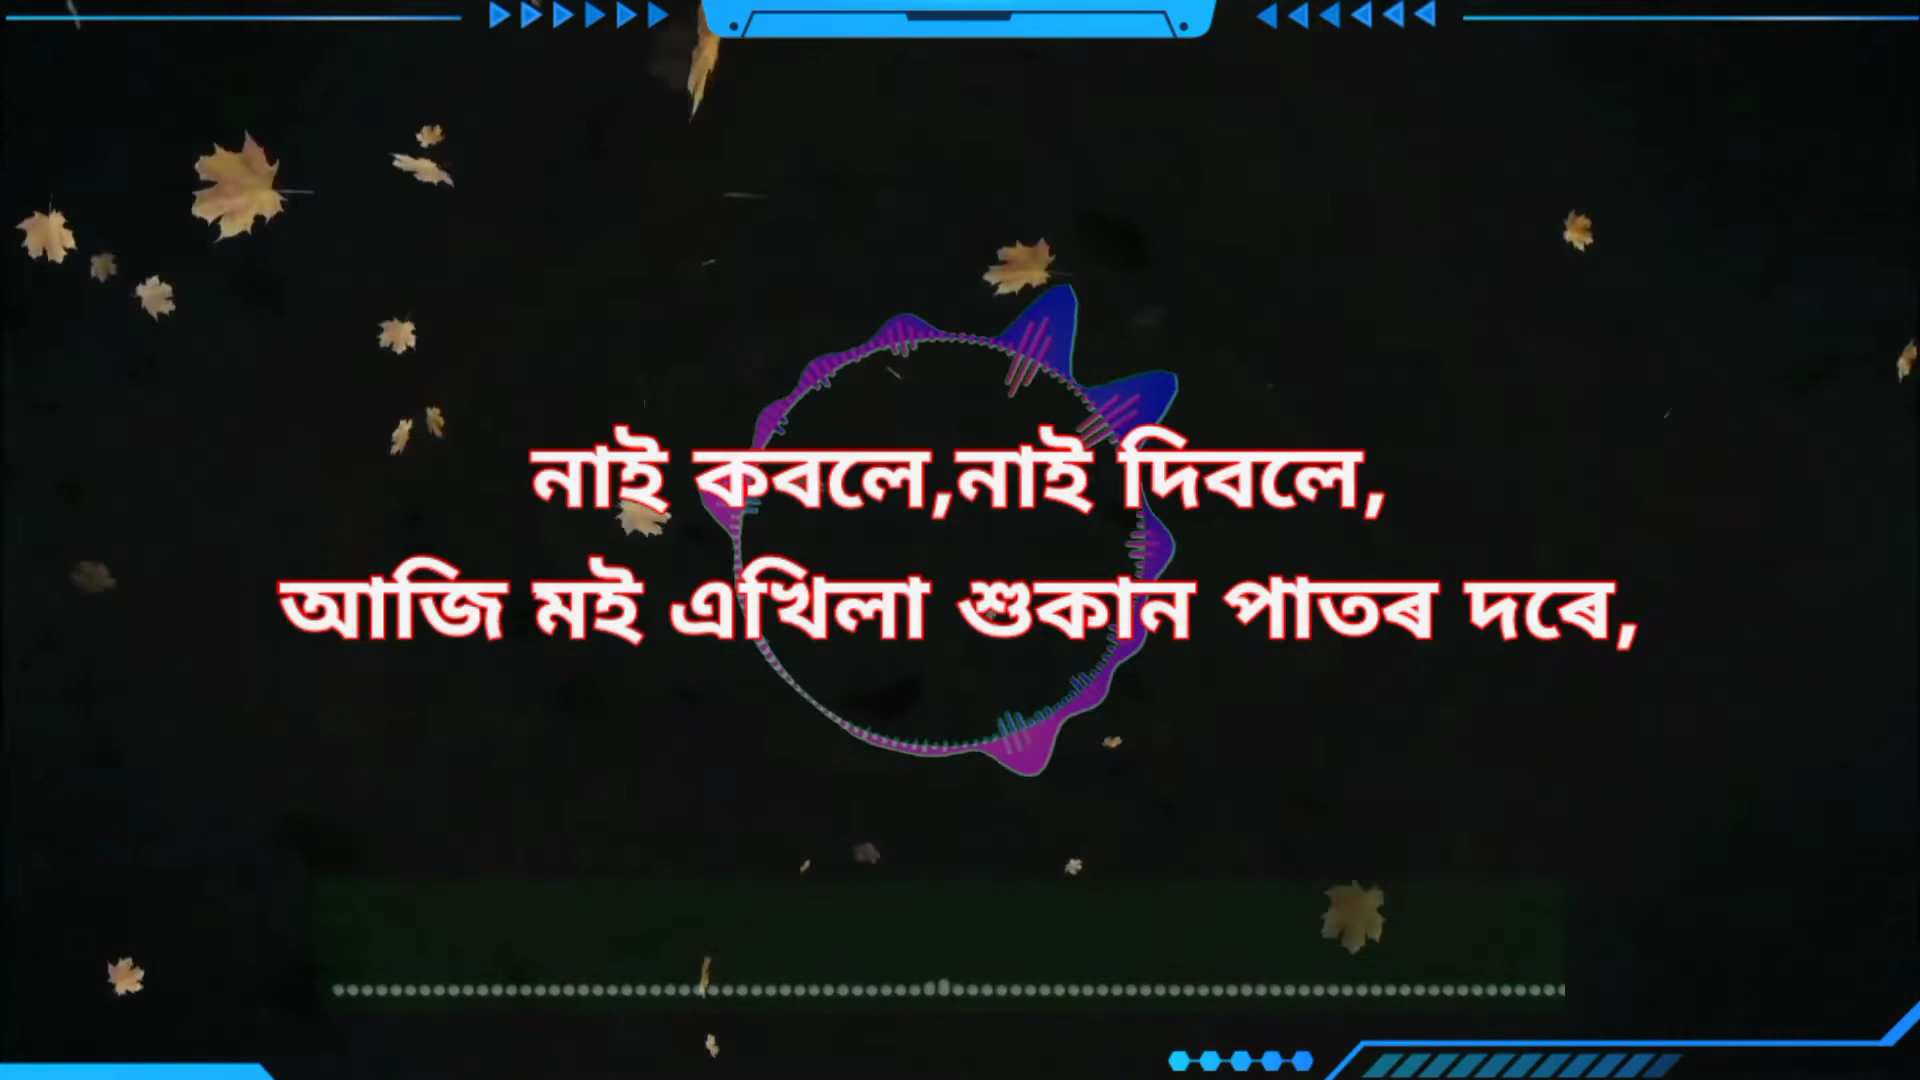 নাই কবলে,নাই দিবলে,
আজি মই এখিলা শুকান পাতৰ দৰে,